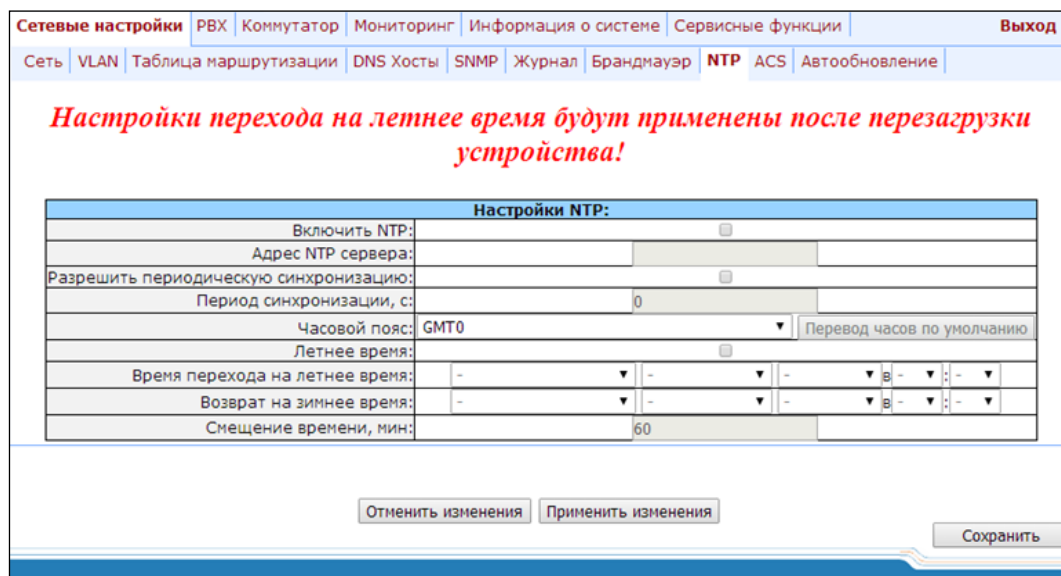 Сетевые настройки PBX Коммутатор Мониторинг Информация о системе Сервисные функции Выход
Сеть VLAN Таблица маршрутизации DNS Хосты SNMP Журнал Брандмауэр NTP ACS Автообновление
Настройки перехода на летнее время будут применены после перезагрузки
устройства!
Настройки NTP:
Включить NTP:
Адрес NTP сервера:
Разрешить периодическую синхронизацию:
Период синхронизации, с: 0
Часовой пояс: GMT0 Перевод часов по умолчанию
Летнее время:
Время перехода на летнее время: - - - в - : -
Возврат на зимнее время: - - - в - : -
Смещение времени, мин: 60
Отменить изменения Применить изменения
Сохранить